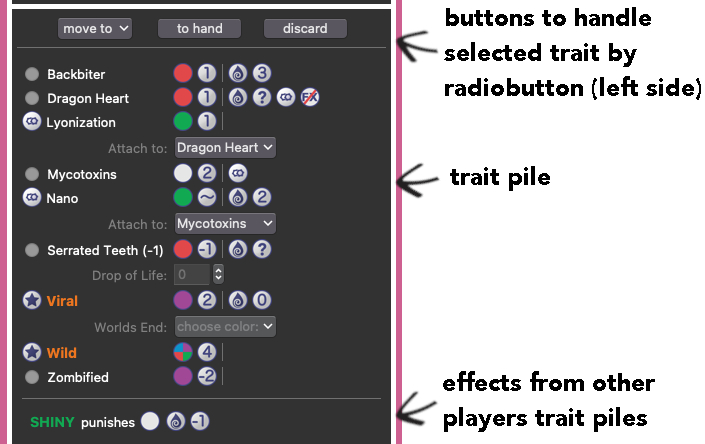 move to to hand discard
buttons to handle
selected trait by
radiobutton (left side)
Backbiter 1 3
Dragon Heart 1 ? FX
Lyonization 1
Attach to: Dragon Heart
Mycotoxins 2
trait pile
Nano ~ 2
Attach to: Mycotoxins
Serrated Teeth (-1) -1 ?
Drop of Life: 0
Viral 2 0
Worlds End: choose color:
Wild 4
Zombified -2
effects from other
players trait piles
SHINY punishes -1